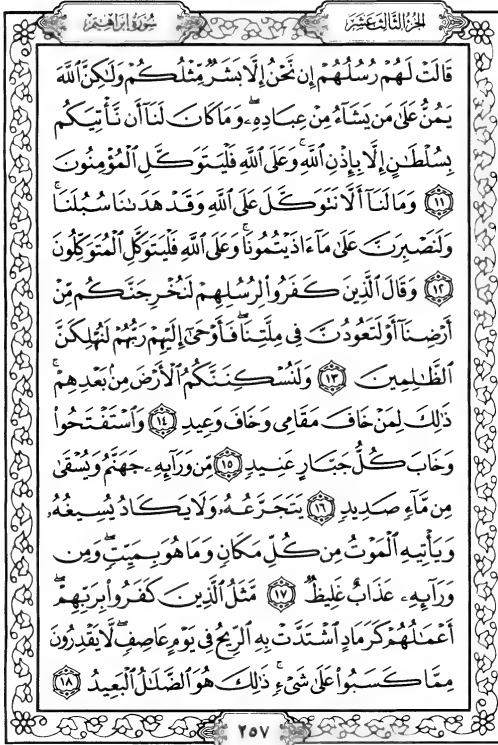 الجزء الثالث عشر
سورة ابراهيم
قَالَتْ لَهُمْ رُسُلُهُمْ إِن نَّحْنُ إِلَّا بَشَرٌ مِّثْلُكُمْ وَلَٰكِنَّ ٱللَّهَ
يَمُنُّ عَلَىٰ مَن يَشَآءُ مِنْ عِبَادِهِۦۖ وَمَا كَانَ لَنَآ أَن نَّأْتِيَكُم
بِسُلْطَٰنٍ إِلَّا بِإِذْنِ ٱللَّهِۚ وَعَلَى ٱللَّهِ فَلْيَتَوَكَّلِ ٱلْمُؤْمِنُونَ
١١ وَمَا لَنَآ أَلَّا نَتَوَكَّلَ عَلَى ٱللَّهِ وَقَدْ هَدَىٰنَا سُبُلَنَاۚ
وَلَنَصْبِرَنَّ عَلَىٰ مَآ ءَاذَيْتُمُونَاۚ وَعَلَى ٱللَّهِ فَلْيَتَوَكَّلِ ٱلْمُتَوَكِّلُونَ
١٢ وَقَالَ ٱلَّذِينَ كَفَرُوا۟ لِرُسُلِهِمْ لَنُخْرِجَنَّكُم مِّنْ
أَرْضِنَآ أَوْ لَتَعُودُنَّ فِى مِلَّتِنَاۖ فَأَوْحَىٰٓ إِلَيْهِمْ رَبُّهُمْ لَنُهْلِكَنَّ
ٱلظَّٰلِمِينَ ١٣ وَلَنُسْكِنَنَّكُمُ ٱلْأَرْضَ مِنۢ بَعْدِهِمْۚ
ذَٰلِكَ لِمَنْ خَافَ مَقَامِى وَخَافَ وَعِيدِ ١٤ وَٱسْتَفْتَحُوا۟
وَخَابَ كُلُّ جَبَّارٍ عَنِيدٍ ١٥ مِّن وَرَآئِهِۦ جَهَنَّمُ وَيُسْقَىٰ
مِن مَّآءٍ صَدِيدٍ ١٦ يَتَجَرَّعُهُۥ وَلَا يَكَادُ يُسِيغُهُۥ
وَيَأْتِيهِ ٱلْمَوْتُ مِن كُلِّ مَكَانٍ وَمَا هُوَ بِمَيِّتٍۖ وَمِن
وَرَآئِهِۦ عَذَابٌ غَلِيظٌ ١٧ مَّثَلُ ٱلَّذِينَ كَفَرُوا۟ بِرَبِّهِمْۖ
أَعْمَٰلُهُمْ كَرَمَادٍ ٱشْتَدَّتْ بِهِ ٱلرِّيحُ فِى يَوْمٍ عَاصِفٍۖ لَّا يَقْدِرُونَ
مِمَّا كَسَبُوا۟ عَلَىٰ شَىْءٍۚ ذَٰلِكَ هُوَ ٱلضَّلَٰلُ ٱلْبَعِيدُ ١٨
٢٥٧